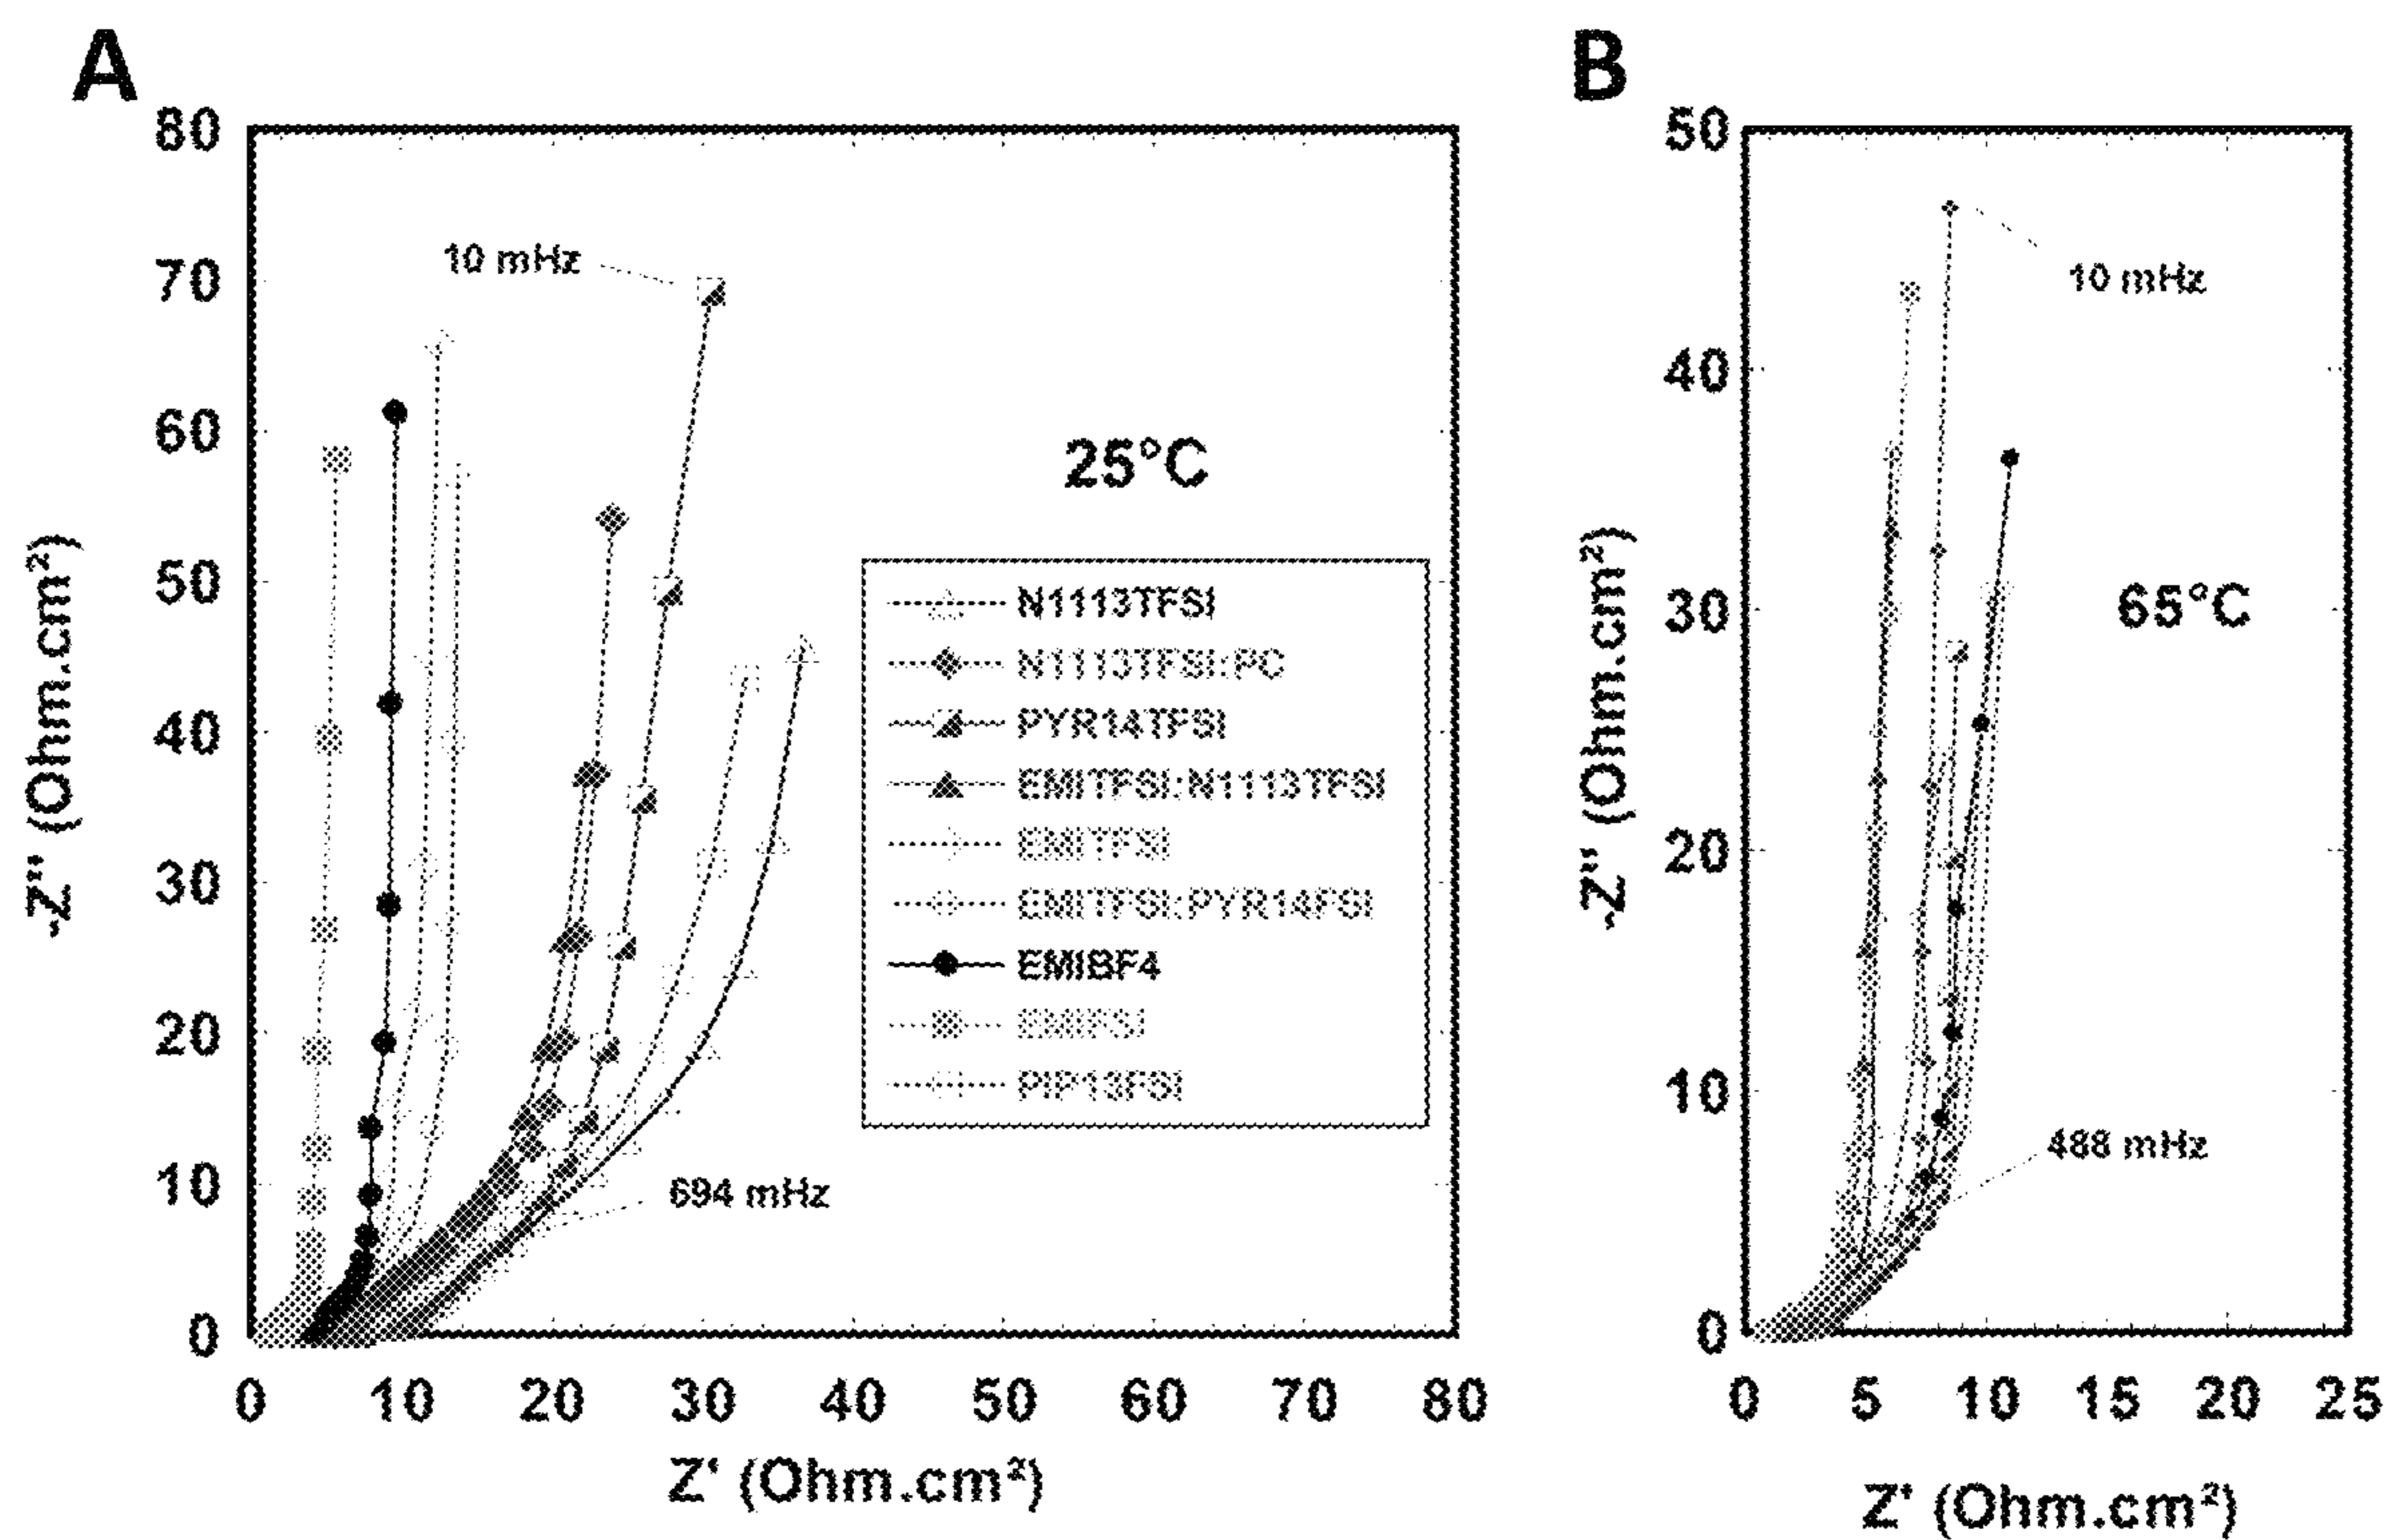 A
80
70
60
50
40
30
20
10
0
-Z'' (Ohm.cm²)
10 mHz
25°C
N1113TFSI
N1113TFSI:PC
PYR14TFSI
EMITFSI:N1113TFSI
EMITFSI
EMITFSI:PYR14FSI
EMIBF4
EMIFSI
PIP13FSI
694 mHz
0 10 20 30 40 50 60 70 80
Z' (Ohm.cm²)
B
50
40
30
20
10
0
-Z'' (Ohm.cm²)
10 mHz
65°C
488 mHz
0 5 10 15 20 25
Z' (Ohm.cm²)